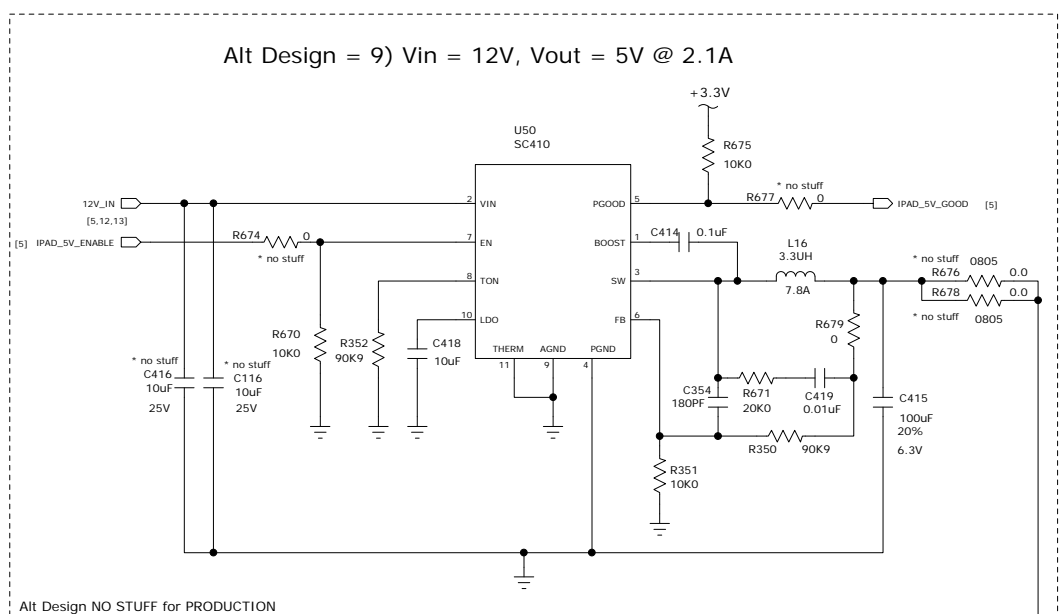 Alt Design = 9) Vin = 12V, Vout = 5V @ 2.1A
+3.3V
U50
SC410
R675
10K0
12V_IN
[5,12,13]
2
VIN
PGOOD
5
* no stuff
R677
0
IPAD_5V_GOOD
[5]
[5]
IPAD_5V_ENABLE
R674
0
* no stuff
7
EN
BOOST
1
C414
0.1uF
L16
3.3UH
7.8A
8
TON
SW
3
* no stuff
0805
R676
0.0
R678
0.0
* no stuff
0805
10
LDO
FB
6
R679
0
R670
10K0
R352
90K9
C418
10uF
THERM
AGND
PGND
11
9
4
* no stuff
C416
10uF
25V
* no stuff
C116
10uF
25V
C354
180PF
R671
20K0
C419
0.01uF
C415
100uF
20%
6.3V
R350
90K9
R351
10K0
Alt Design NO STUFF for PRODUCTION